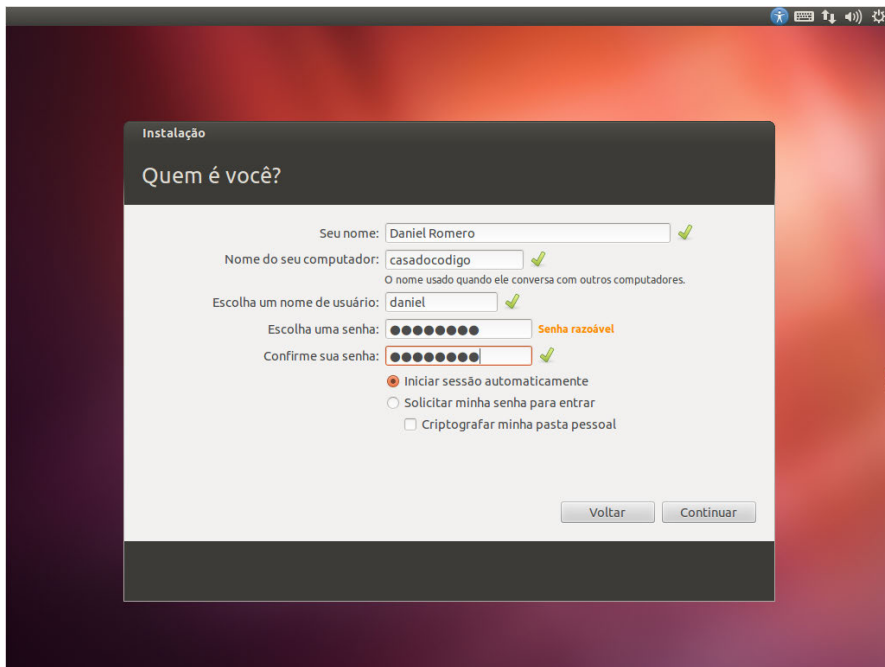 Instalação
Quem é você?
Seu nome: Daniel Romero
Nome do seu computador: casadocodigo
O nome usado quando ele conversa com outros computadores.
Escolha um nome de usuário: daniel
Escolha uma senha: ●●●●●●●● Senha razoável
Confirme sua senha: ●●●●●●●●
Iniciar sessão automaticamente
Solicitar minha senha para entrar
Criptografar minha pasta pessoal
Voltar Continuar